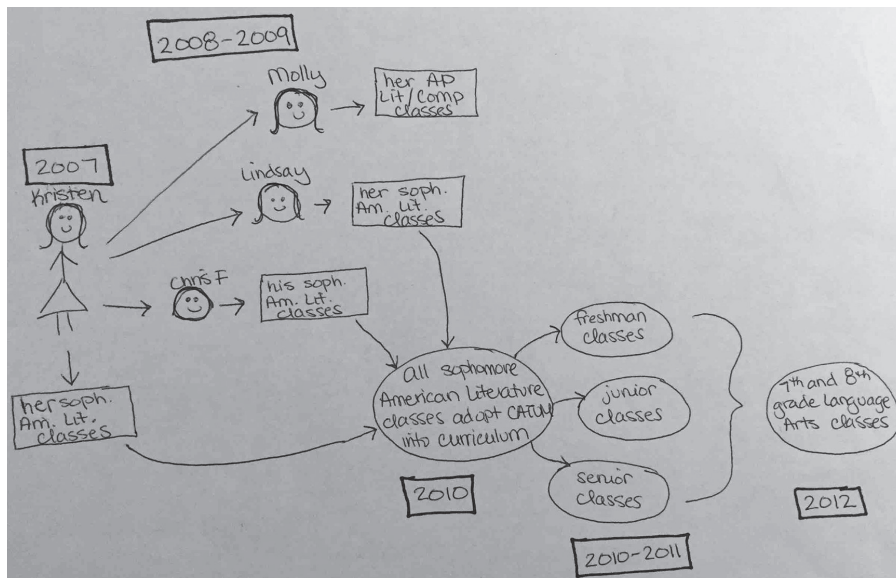 2008-2009
Molly
her AP
Lit/Comp
classes
2007
Kristen
Lindsay
her soph.
Am. Lit.
classes
Chris F
his soph.
Am. Lit.
classes
her soph.
Am. Lit.
classes
all sophomore
American Literature
classes adopt CATUM
into curriculum
2010
freshman
classes
junior
classes
senior
classes
2010-2011
7th and 8th
grade language
Arts classes
2012